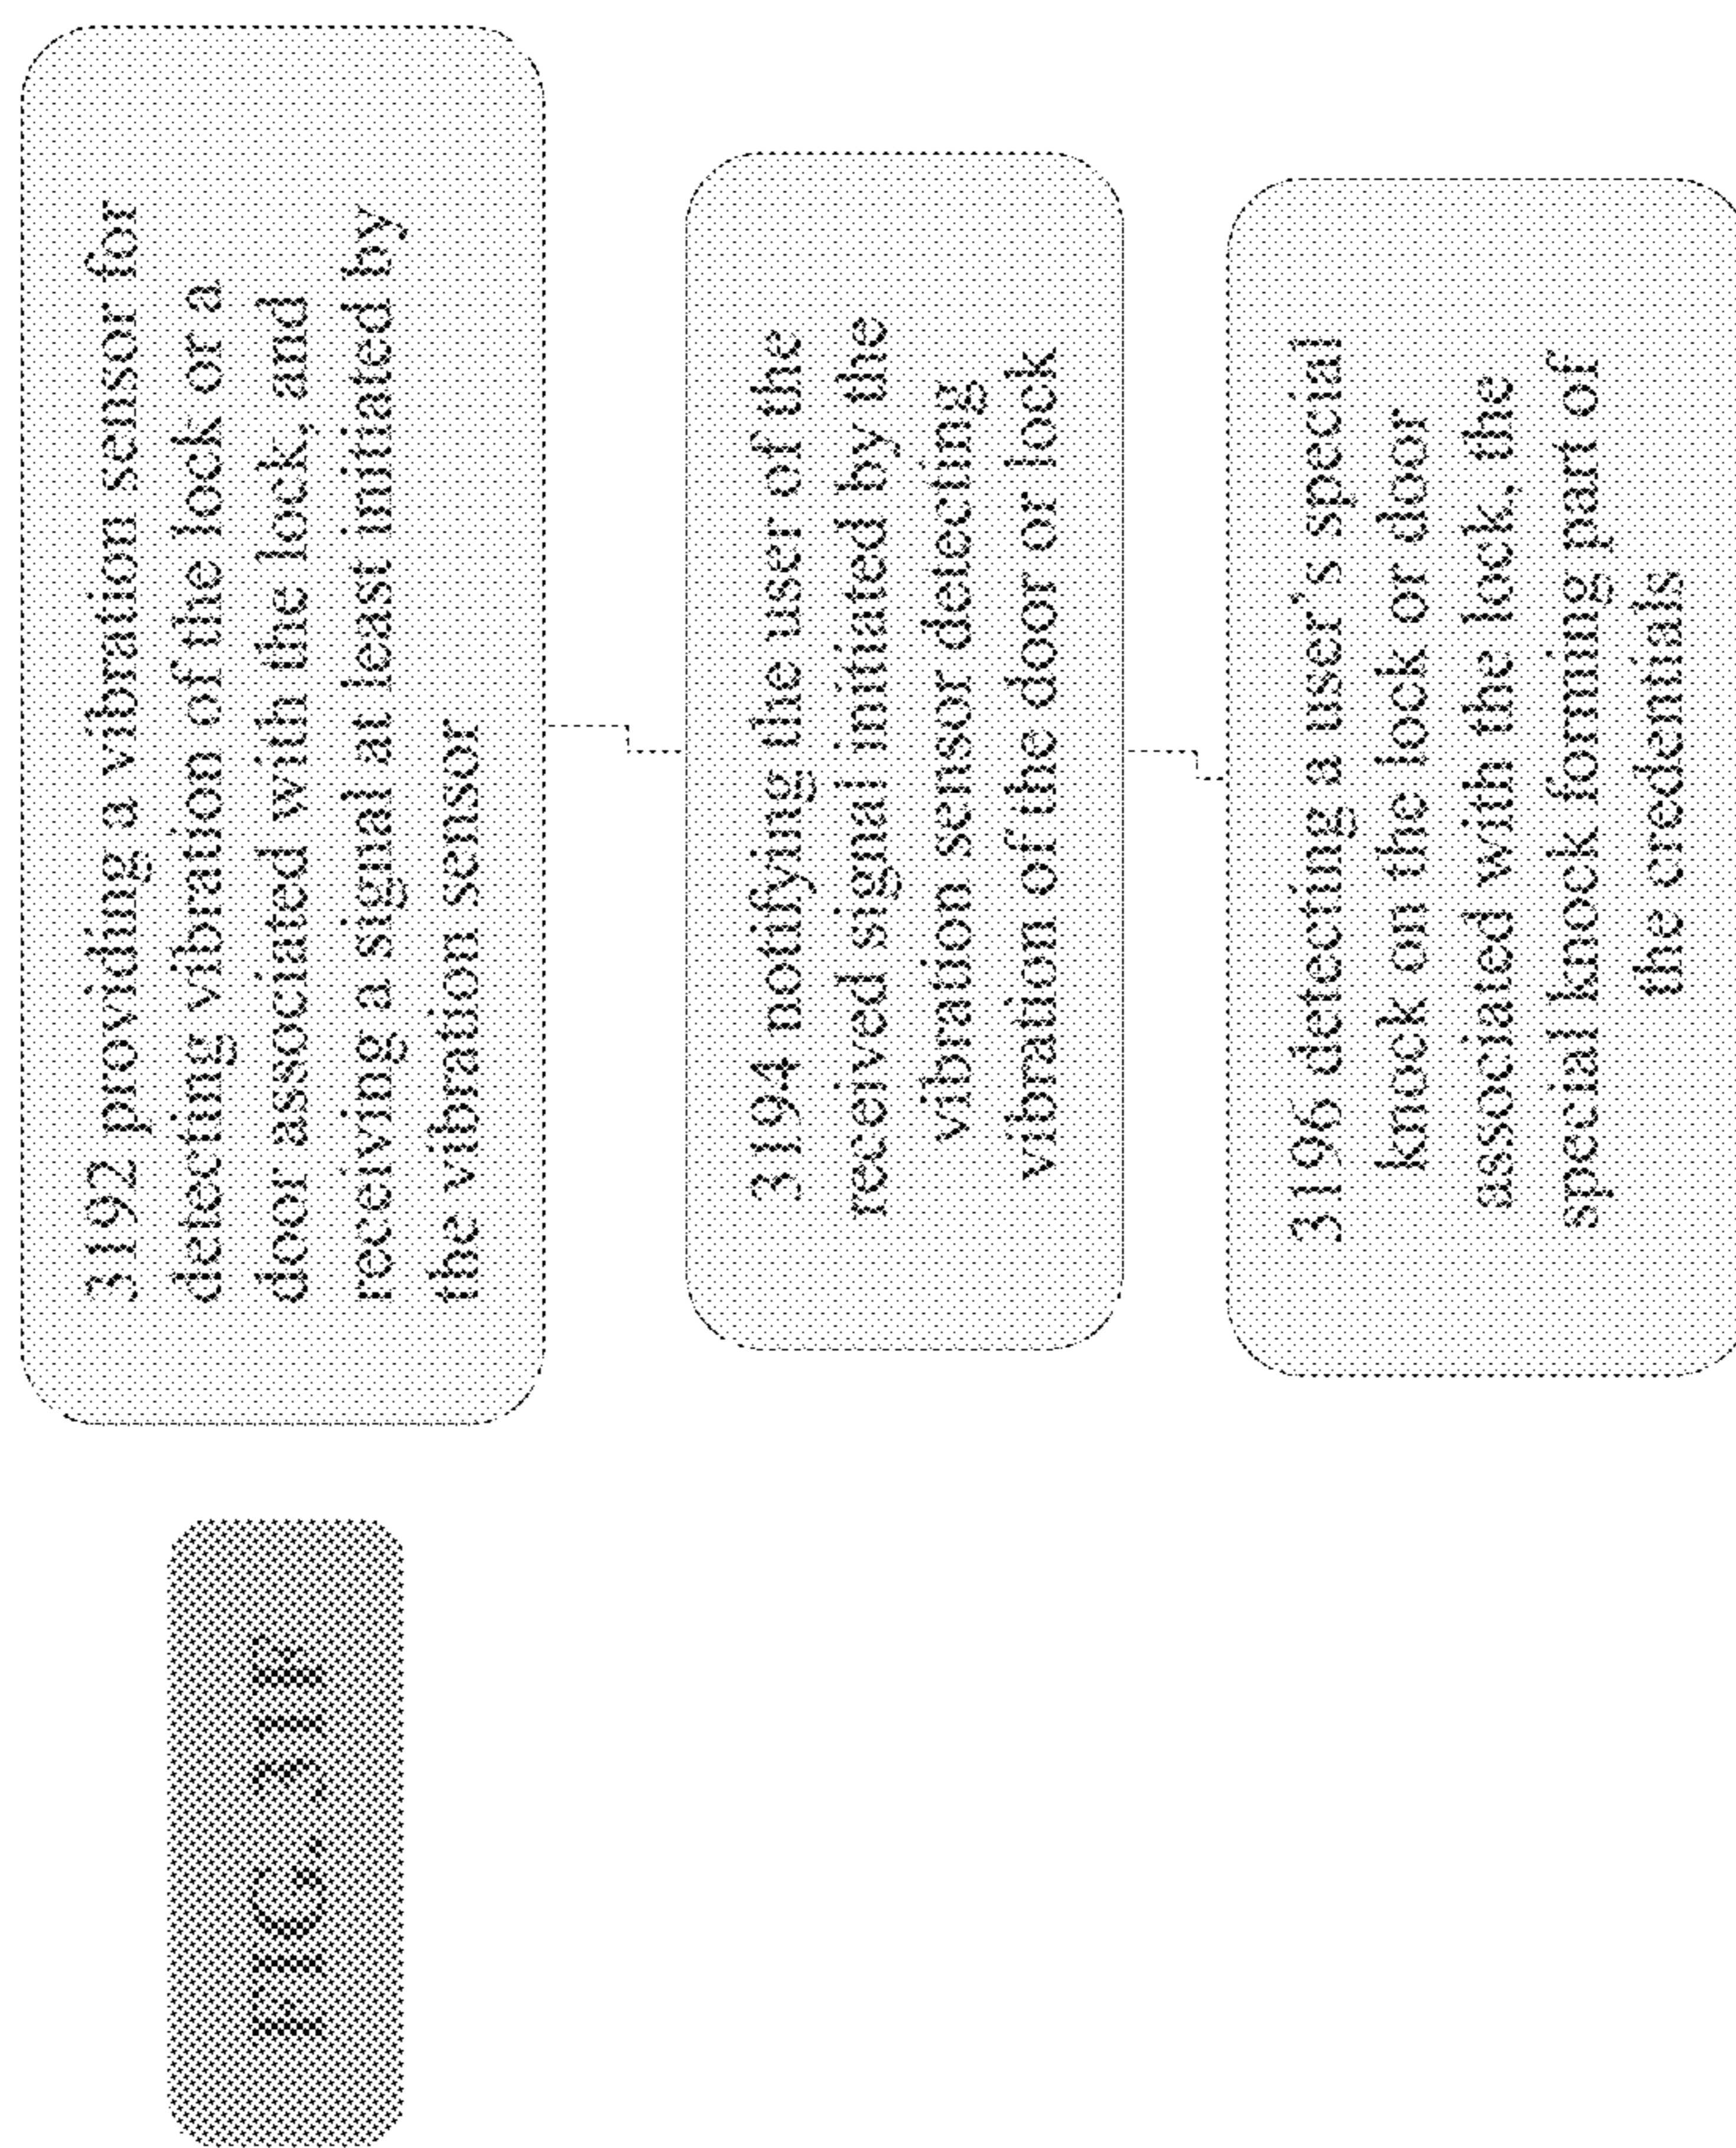 FIG. 31F
3192 providing a vibration sensor for
detecting vibration of the lock or a
door associated with the lock, and
receiving a signal at least initiated by
the vibration sensor
3194 notifying the user of the
received signal initiated by the
vibration sensor detecting
vibration of the door or lock
3196 detecting a user's special
knock on the lock or door
associated with the lock, the
special knock forming part of
the credentials